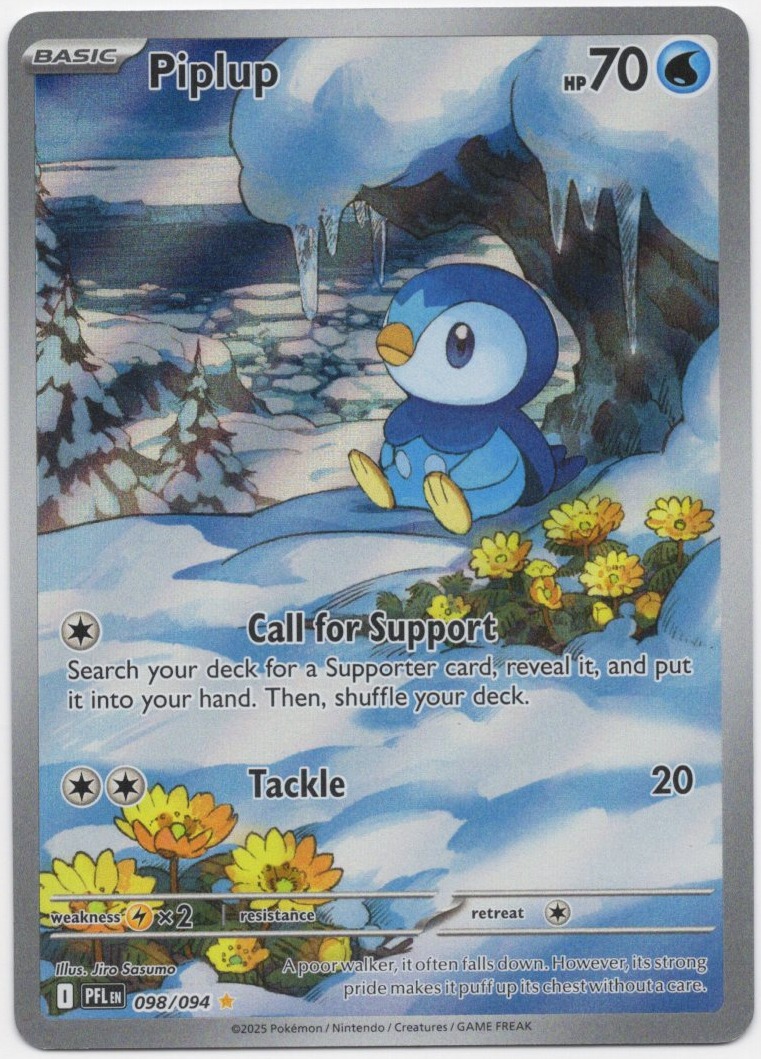 BASIC Piplup HP 70
Call for Support
Search your deck for a Supporter card, reveal it, and put
it into your hand. Then, shuffle your deck.
Tackle 20
weakness ×2 resistance retreat
Illus. Jiro Sasumo
A poor walker, it often falls down. However, its strong
pride makes it puff up its chest without a care.
I PFL EN 098/094
©2025 Pokémon / Nintendo / Creatures / GAME FREAK